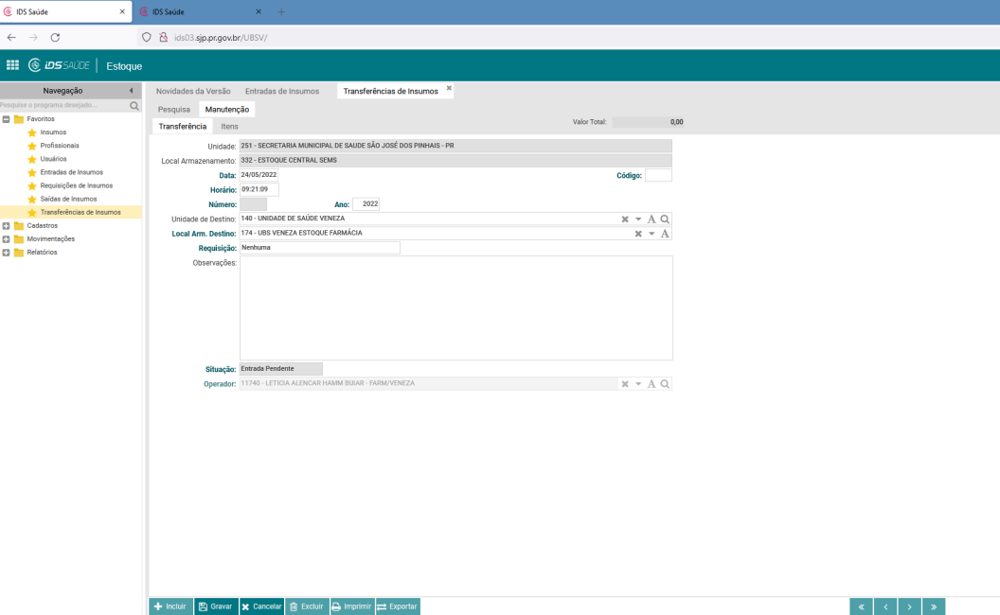 IDS Saúde
IDS Saúde
ids03.sjp.pr.gov.br/UBSV/
iDSSAÚDE Estoque
Navegação
Pesquise o programa desejado...
Favoritos
Insumos
Profissionais
Usuários
Entradas de Insumos
Requisições de Insumos
Saídas de Insumos
Transferências de Insumos
Cadastros
Movimentações
Relatórios
Novidades da Versão Entradas de Insumos Transferências de Insumos
Pesquisa Manutenção
Transferência Itens Valor Total: 0,00
Unidade: 251 - SECRETARIA MUNICIPAL DE SAUDE SÃO JOSÉ DOS PINHAIS - PR
Local Armazenamento: 332 - ESTOQUE CENTRAL SEMS
Data: 24/05/2022 Código:
Horário: 09:21:09
Número: Ano: 2022
Unidade de Destino: 140 - UNIDADE DE SAÚDE VENEZA A
Local Arm. Destino: 174 - UBS VENEZA ESTOQUE FARMÁCIA A
Requisição: Nenhuma
Observações:
Situação: Entrada Pendente
Operador: 11740 - LETICIA ALENCAR HAMM BUIAR - FARM/VENEZA A
Incluir Gravar Cancelar Excluir Imprimir Exportar